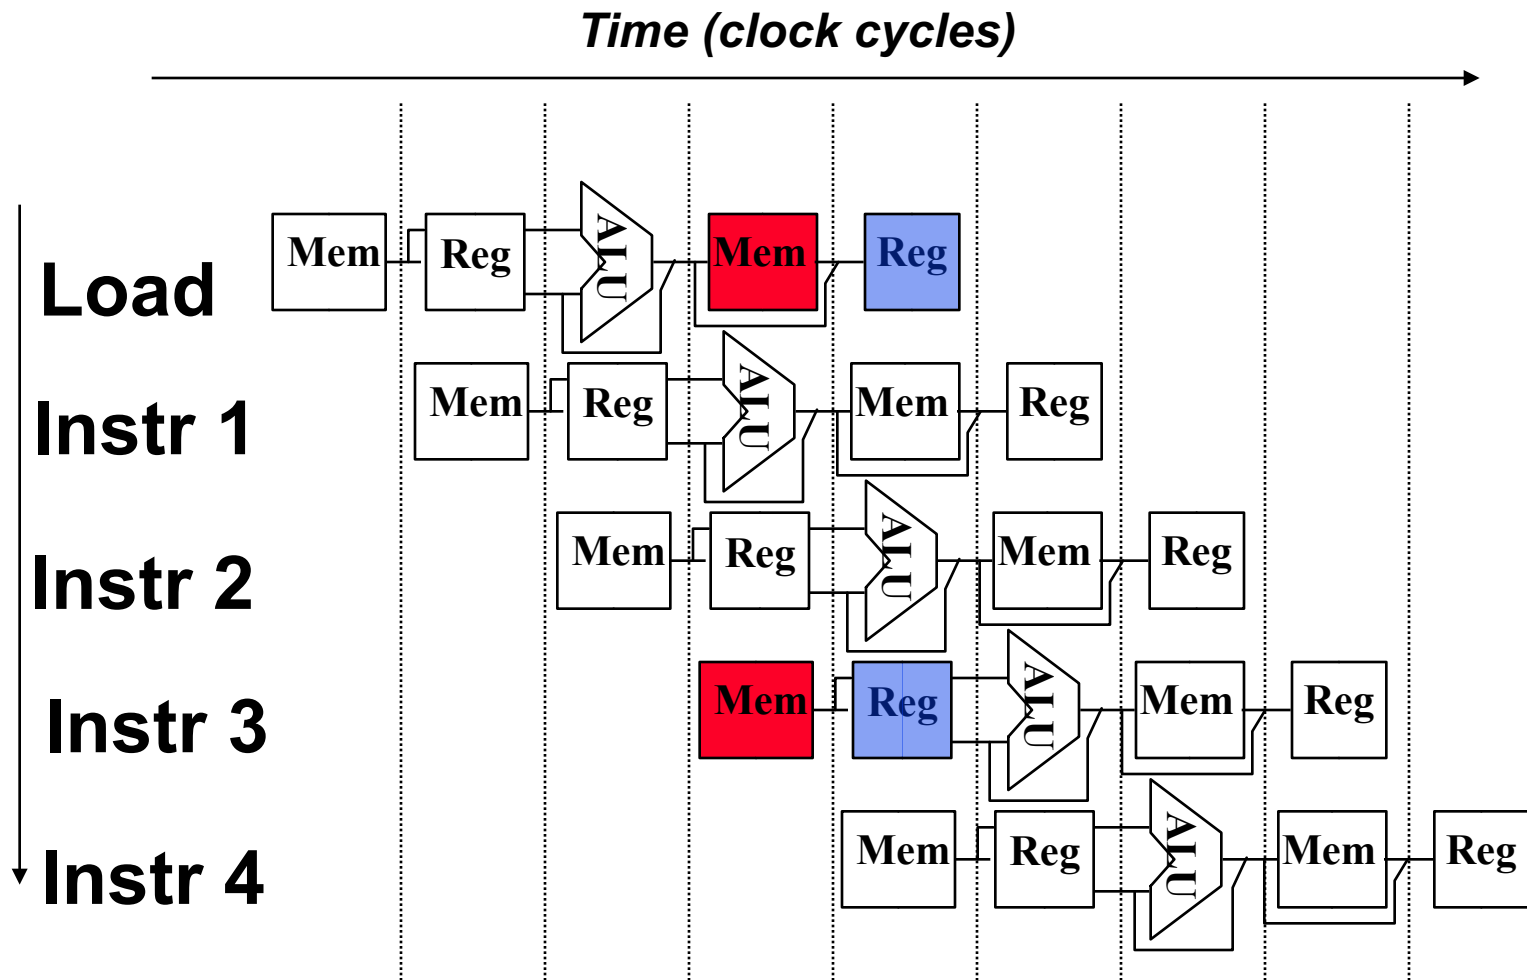 Time (clock cycles)
Load Mem Reg ALU Mem Reg
Instr 1 Mem Reg ALU Mem Reg
Instr 2 Mem Reg ALU Mem Reg
Instr 3 Mem Reg ALU Mem Reg
Instr 4 Mem Reg ALU Mem Reg